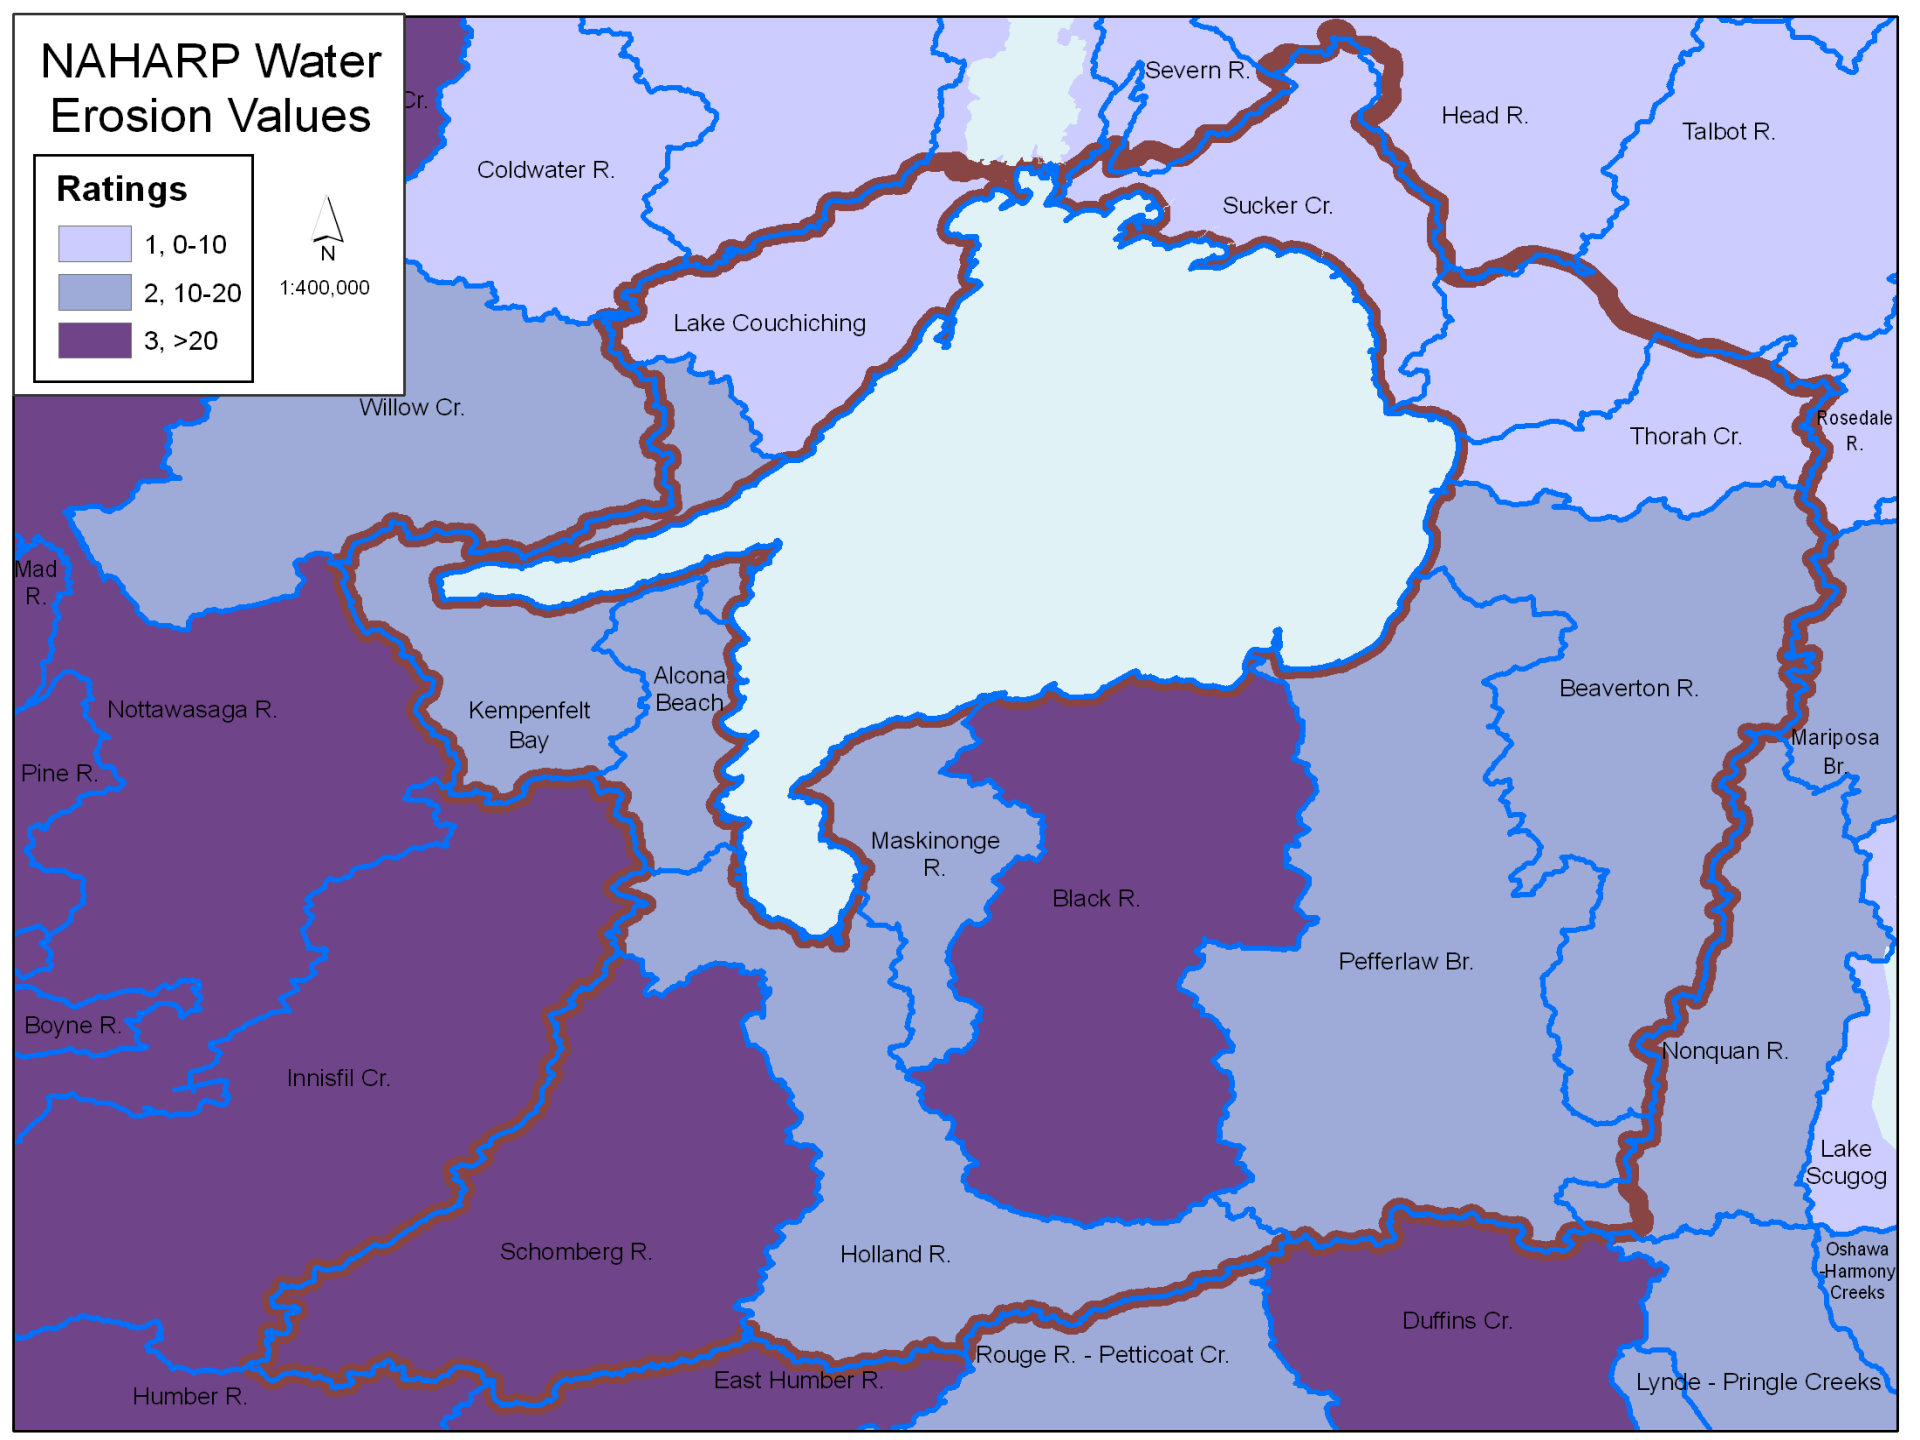 NAHARP Water
Erosion Values
Ratings
1, 0-10
2, 10-20
3, >20
N
1:400,000
Cr.
Severn R.
Head R.
Talbot R.
Coldwater R.
Sucker Cr.
Lake Couchiching
Willow Cr.
Rosedale
R.
Thorah Cr.
Mad
R.
Alcona
Beach
Beaverton R.
Nottawasaga R.
Kempenfelt
Bay
Mariposa
Br.
Pine R.
Maskinonge
R.
Black R.
Pefferlaw Br.
Boyne R.
Nonquan R.
Innisfil Cr.
Lake
Scugog
Schomberg R.
Holland R.
Oshawa
-Harmony
Creeks
Duffins Cr.
Rouge R. - Petticoat Cr.
East Humber R.
Lynde - Pringle Creeks
Humber R.